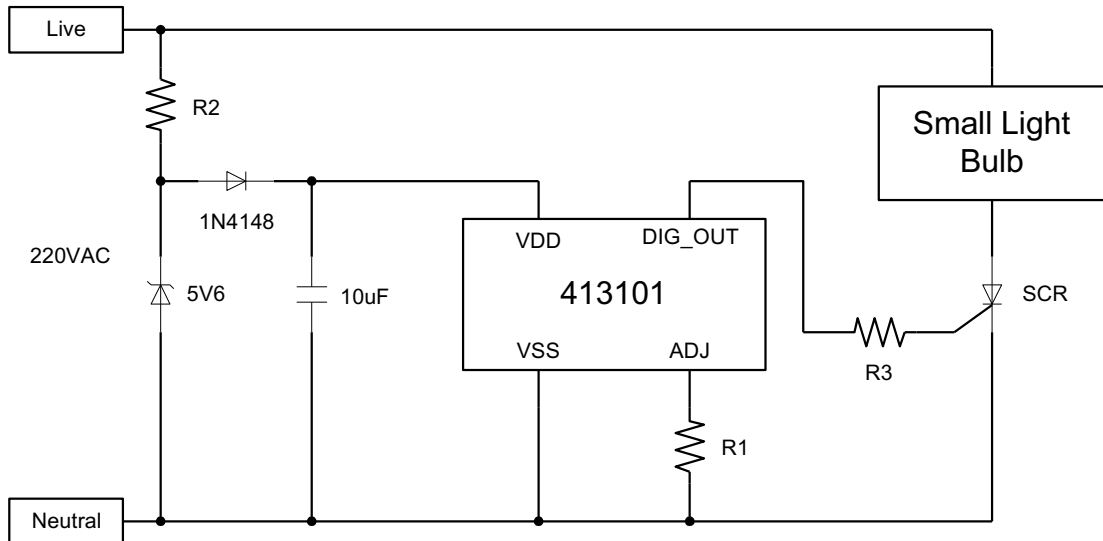 Live
R2
Small Light
Bulb
1N4148
VDD
DIG_OUT
220VAC
5V6
10uF
413101
SCR
VSS
ADJ
R3
R1
Neutral